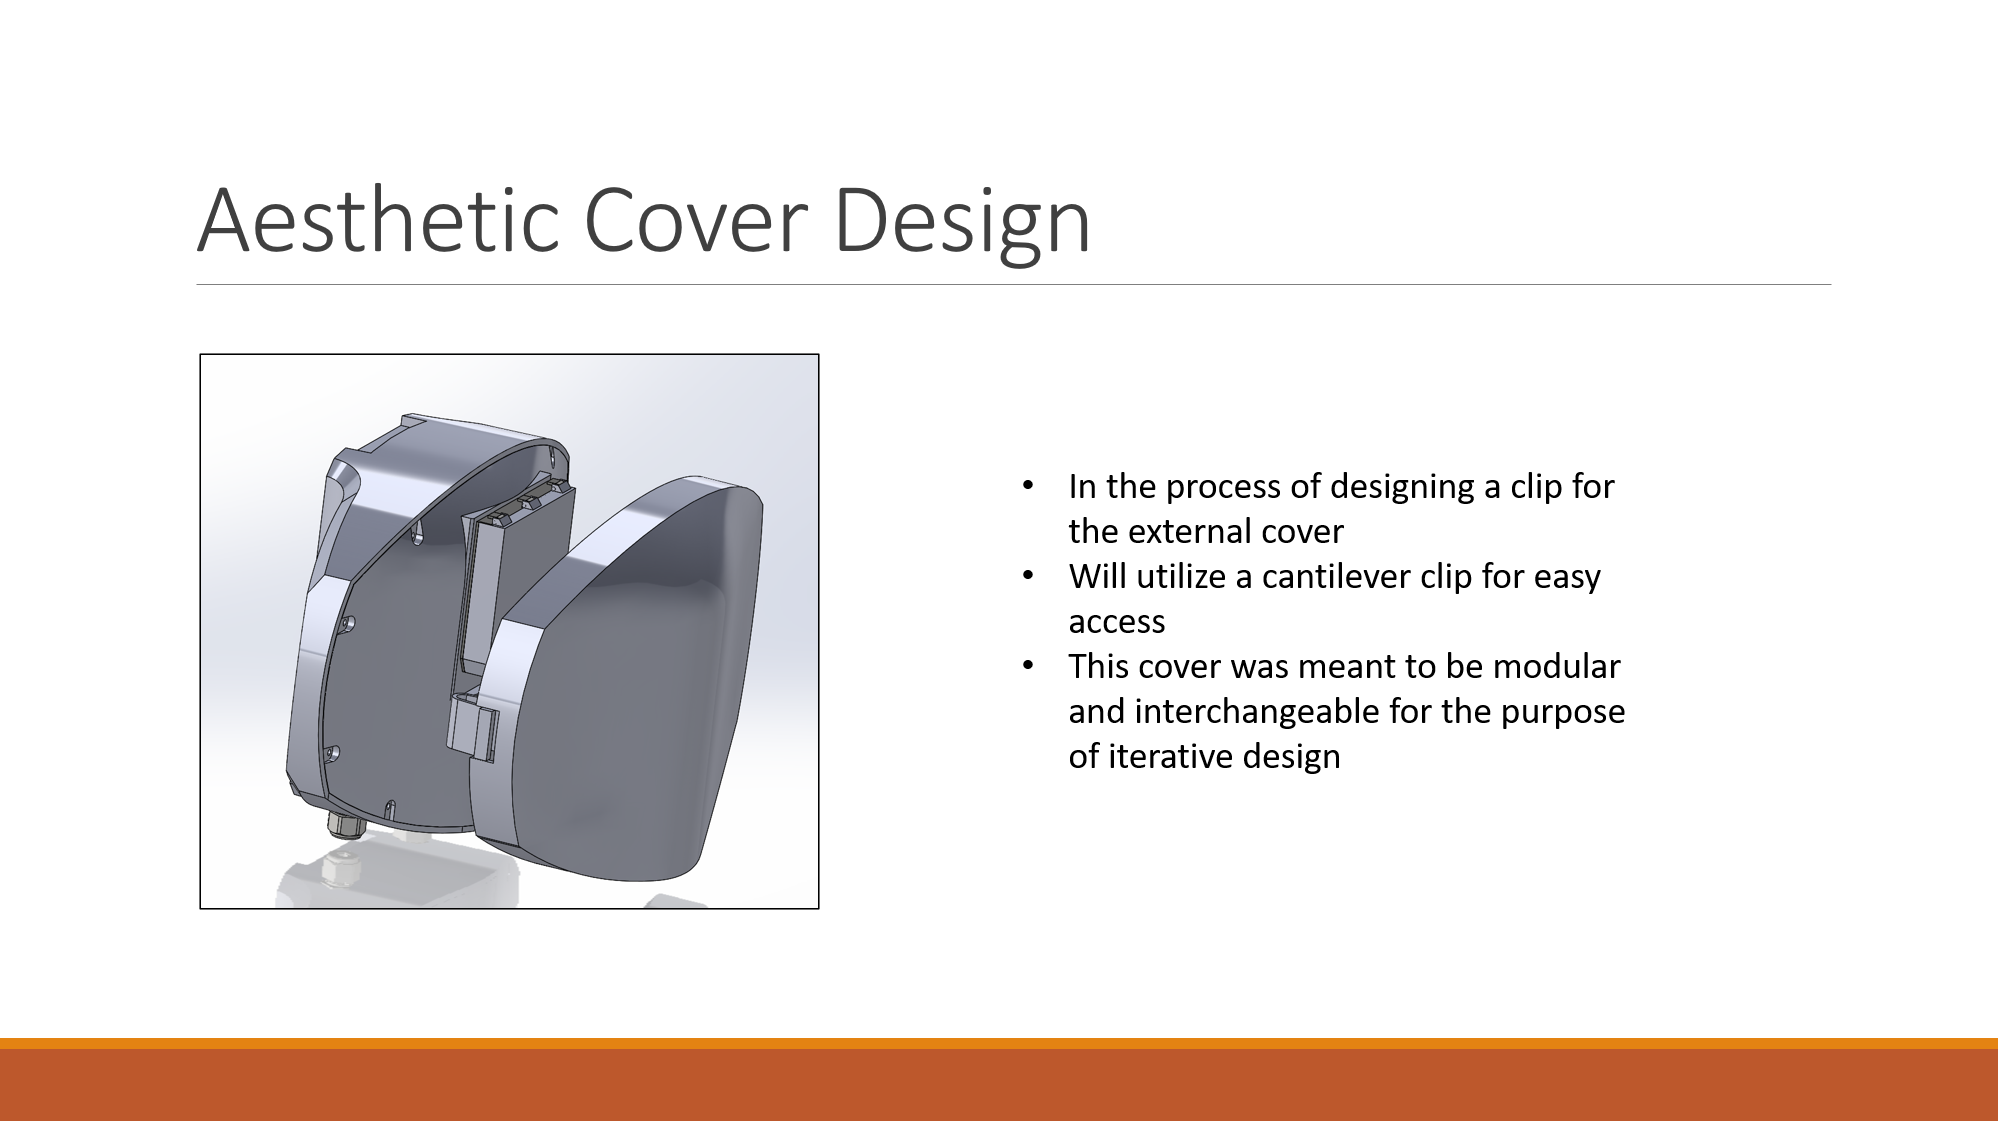 Aesthetic Cover Design
• In the process of designing a clip for
the external cover
• Will utilize a cantilever clip for easy
access
• This cover was meant to be modular
and interchangeable for the purpose
of iterative design